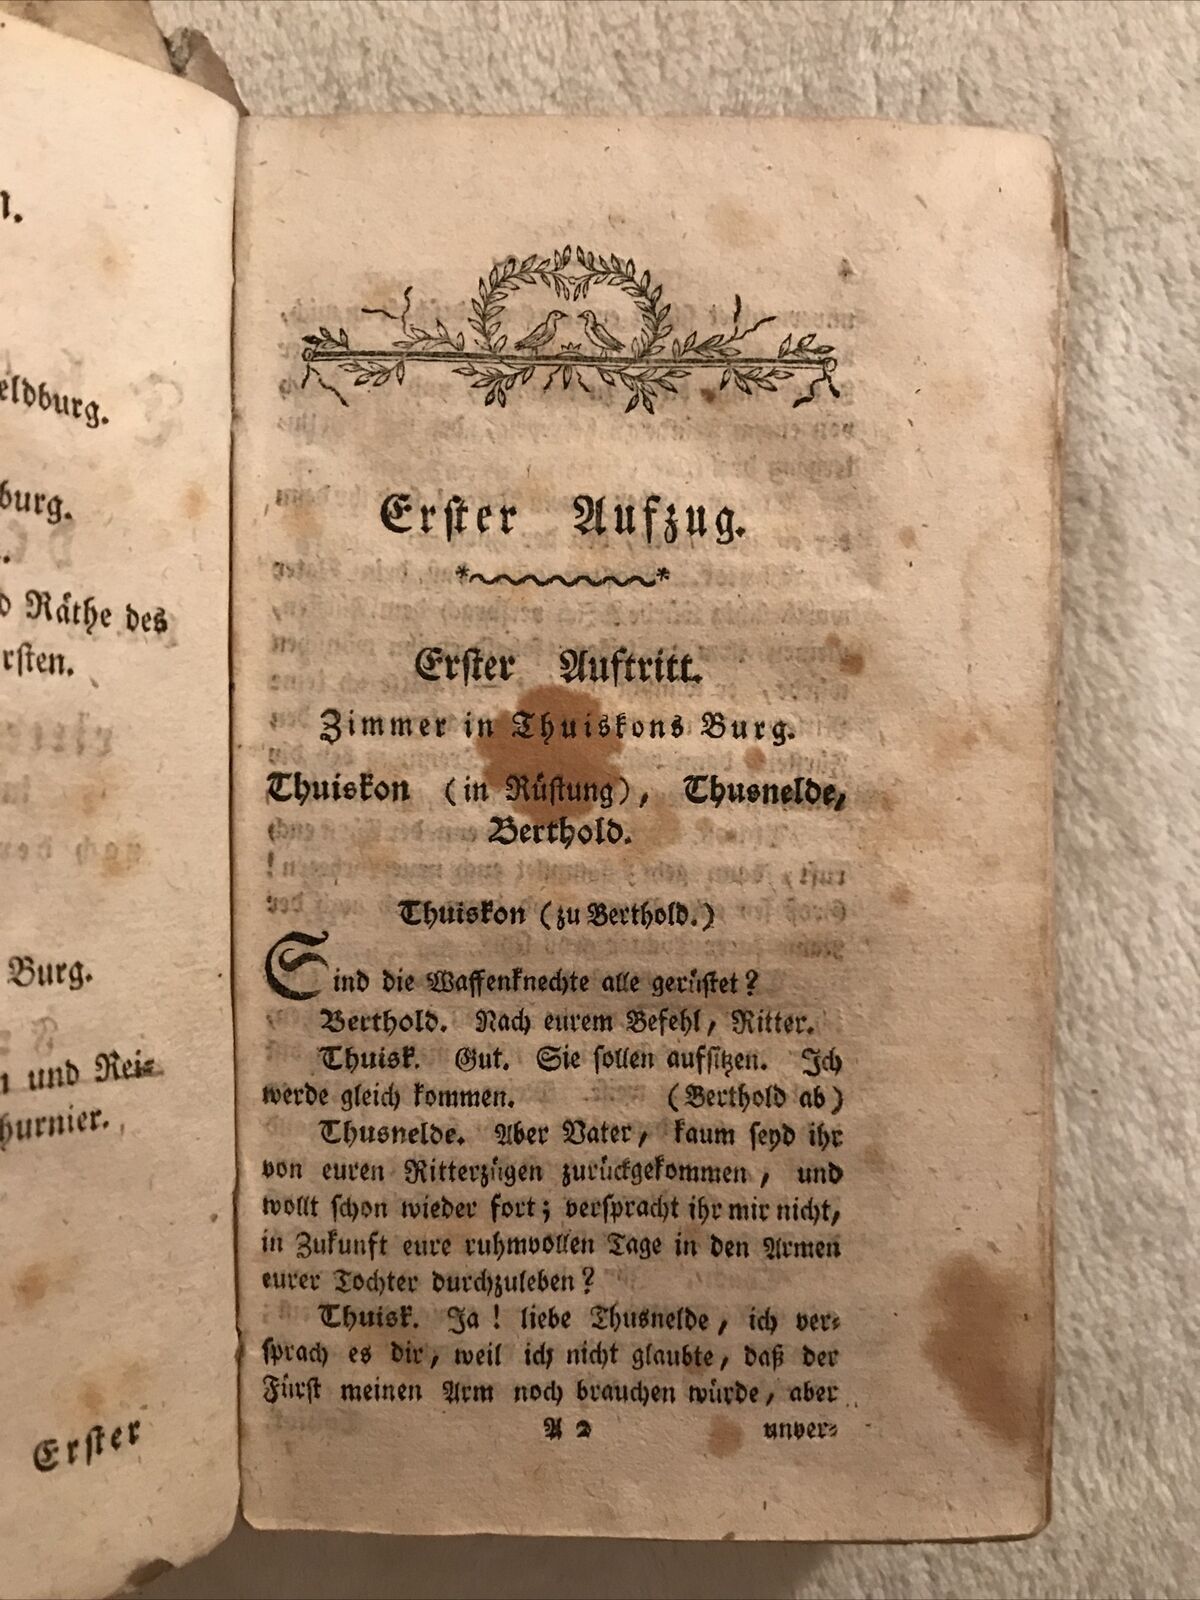 n.
eldburg.
burg.
Räthe des
rsten.
Burg.
und Rei=
hurnier.
Erster
Erster Aufzug.
Erster Auftritt.
Zimmer in Thuiskons Burg.
Thuiskon (in Rüstung), Thusnelde,
Berthold.
Thuiskon (zu Berthold.)
Sind die Waffenknechte alle gerüstet?
Berthold. Nach eurem Befehl, Ritter.
Thuisk. Gut. Sie sollen aufsitzen. Ich
werde gleich kommen. (Berthold ab)
Thusnelde. Aber Vater, kaum seyd ihr
von euren Ritterzügen zurückgekommen, und
wollt schon wieder fort; verspracht ihr mir nicht,
in Zukunft eure ruhmvollen Tage in den Armen
eurer Tochter durchzuleben?
Thuisk. Ja! liebe Thusnelde, ich ver=
sprach es dir, weil ich nicht glaubte, daß der
Fürst meinen Arm noch brauchen würde, aber
A 2 unver=